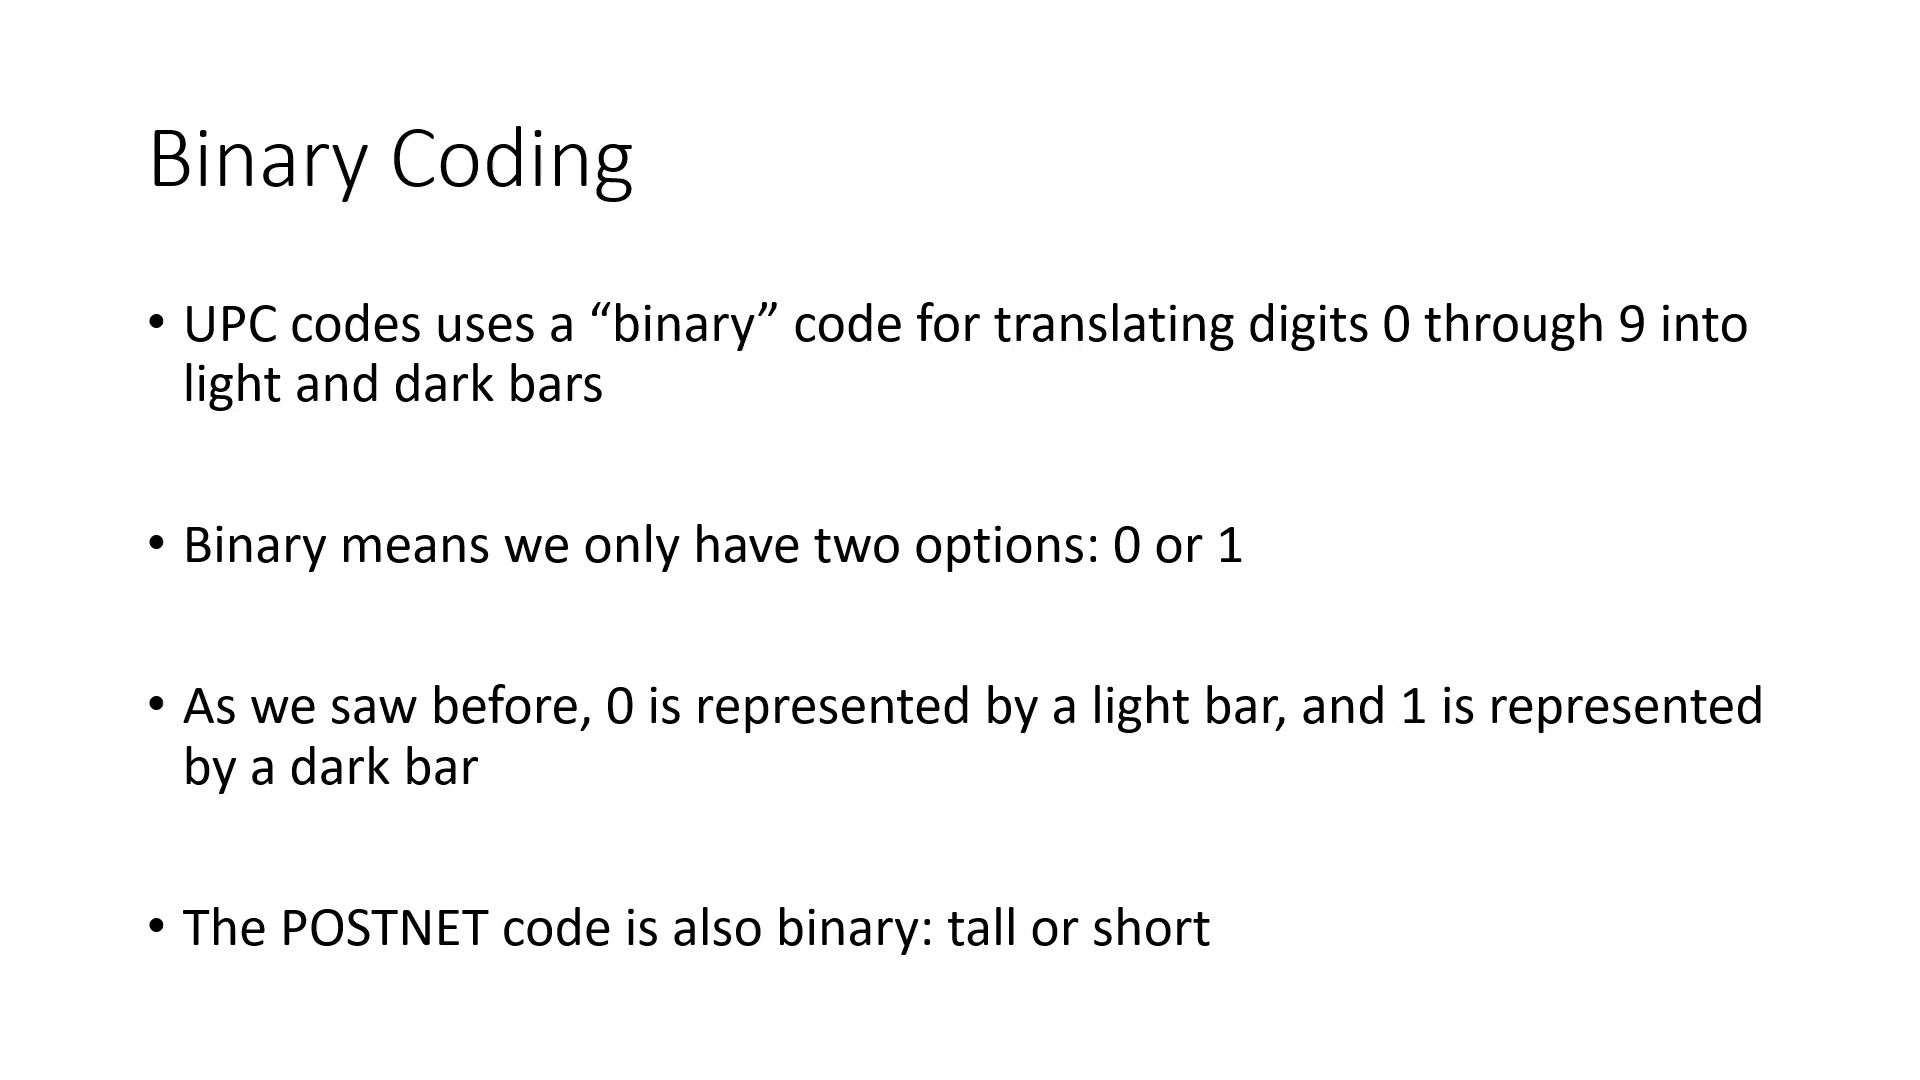 Binary Coding
• UPC codes uses a “binary” code for translating digits 0 through 9 into
light and dark bars
• Binary means we only have two options: 0 or 1
• As we saw before, 0 is represented by a light bar, and 1 is represented
by a dark bar
• The POSTNET code is also binary: tall or short